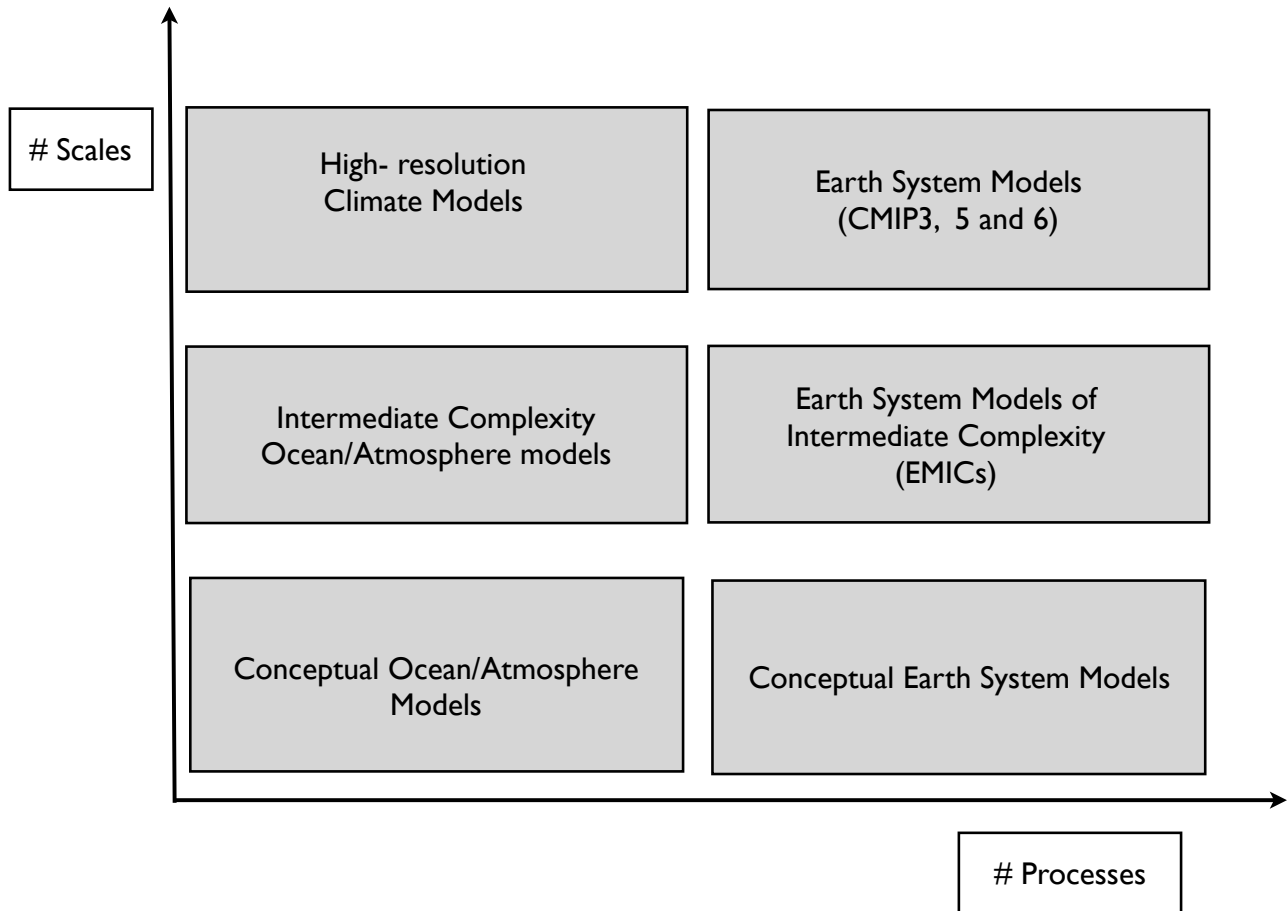 # Scales
High- resolution
Climate Models
Earth System Models
(CMIP3, 5 and 6)
Intermediate Complexity
Ocean/Atmosphere models
Earth System Models of
Intermediate Complexity
(EMICs)
Conceptual Ocean/Atmosphere
Models
Conceptual Earth System Models
# Processes